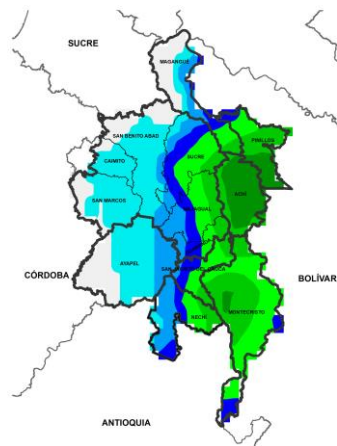 SUCRE
MAGANGUE
SAN BENITO ABAD
PINILLOS
CAIMITO
SUCRE
SAN MARCOS
ACHI
AYAPEL
CÓRDOBA
BOLÍVAR
MONTECRISTO
NECHI
ANTIOQUIA